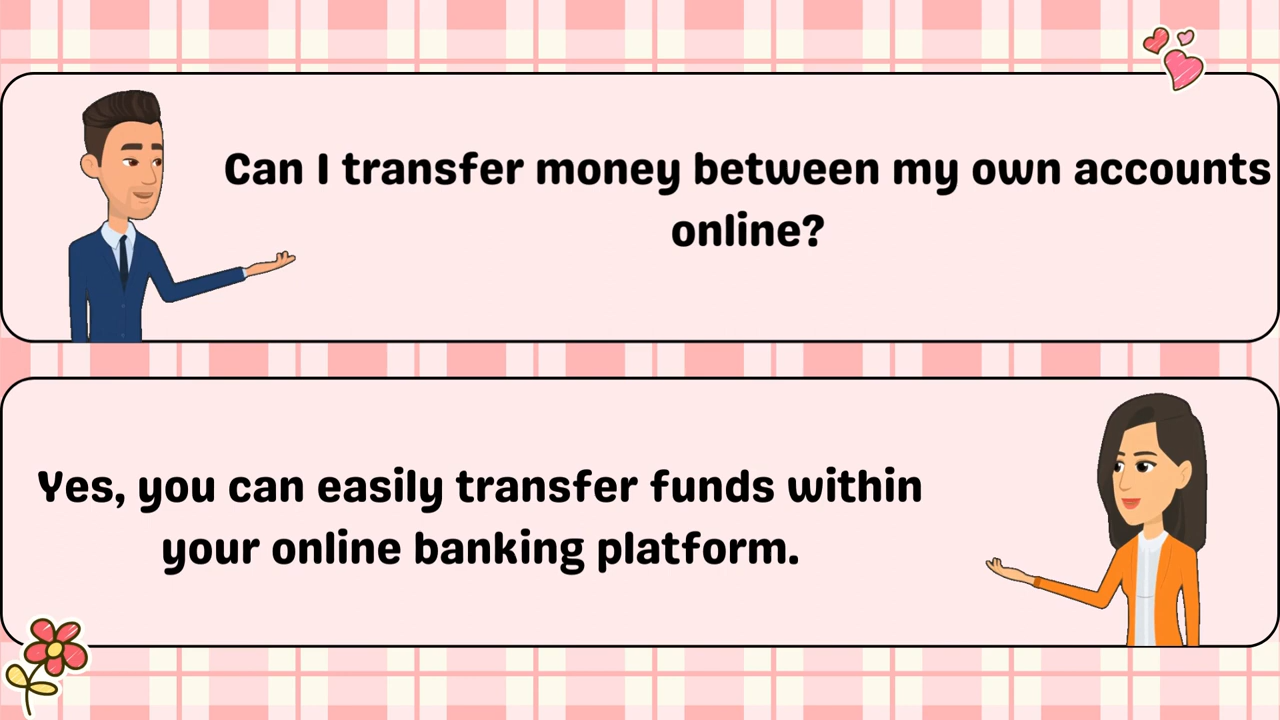 Can I transfer money between my own accounts
online?
Yes, you can easily transfer funds within
your online banking platform.